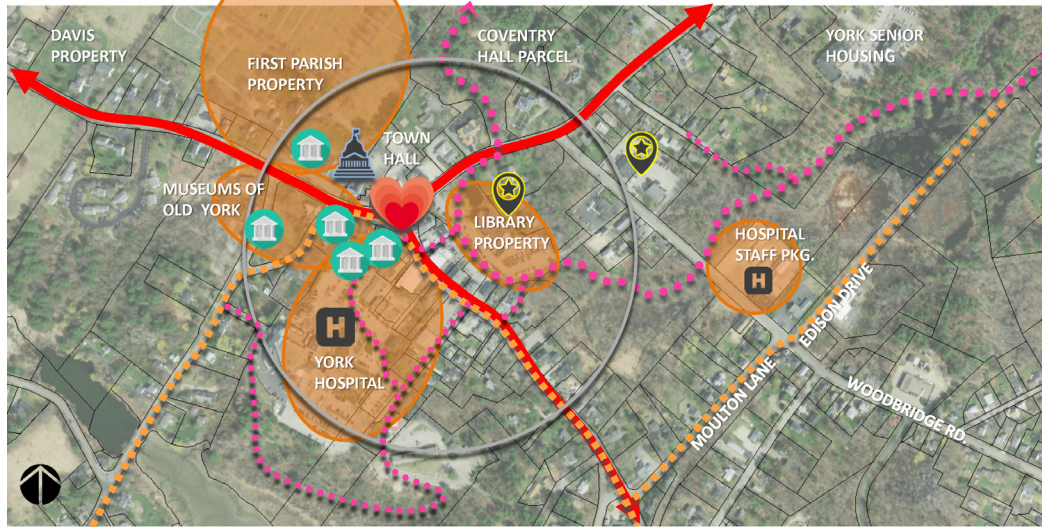 DAVIS
PROPERTY
FIRST PARISH
PROPERTY
COVENTRY
HALL PARCEL
YORK SENIOR
HOUSING
TOWN
HALL
MUSEUMS OF
OLD YORK
LIBRARY
PROPERTY
HOSPITAL
STAFF PKG.
H
H
YORK
HOSPITAL
EDISON DRIVE
MOULTON LANE
WOODBRIDGE RD.